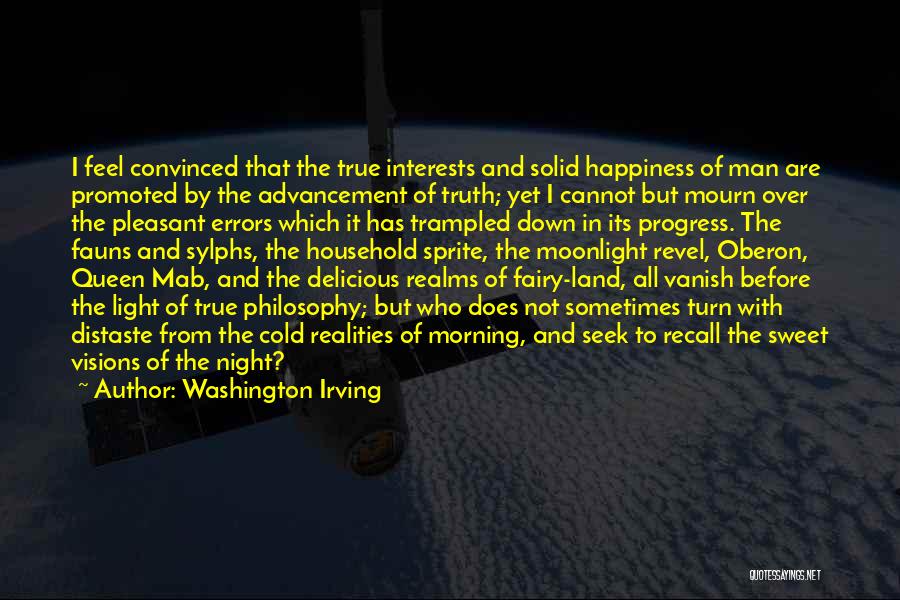 I feel convinced that the true interests and solid happiness of man are
promoted by the advancement of truth; yet I cannot but mourn over
the pleasant errors which it has trampled down in its progress. The
fauns and sylphs, the household sprite, the moonlight revel, Oberon,
Queen Mab, and the delicious realms of fairy-land, all vanish before
the light of true philosophy; but who does not sometimes turn with
distaste from the cold realities of morning, and seek to recall the sweet
visions of the night?
~ Author: Washington Irving
QUOTESSAYINGS.NET